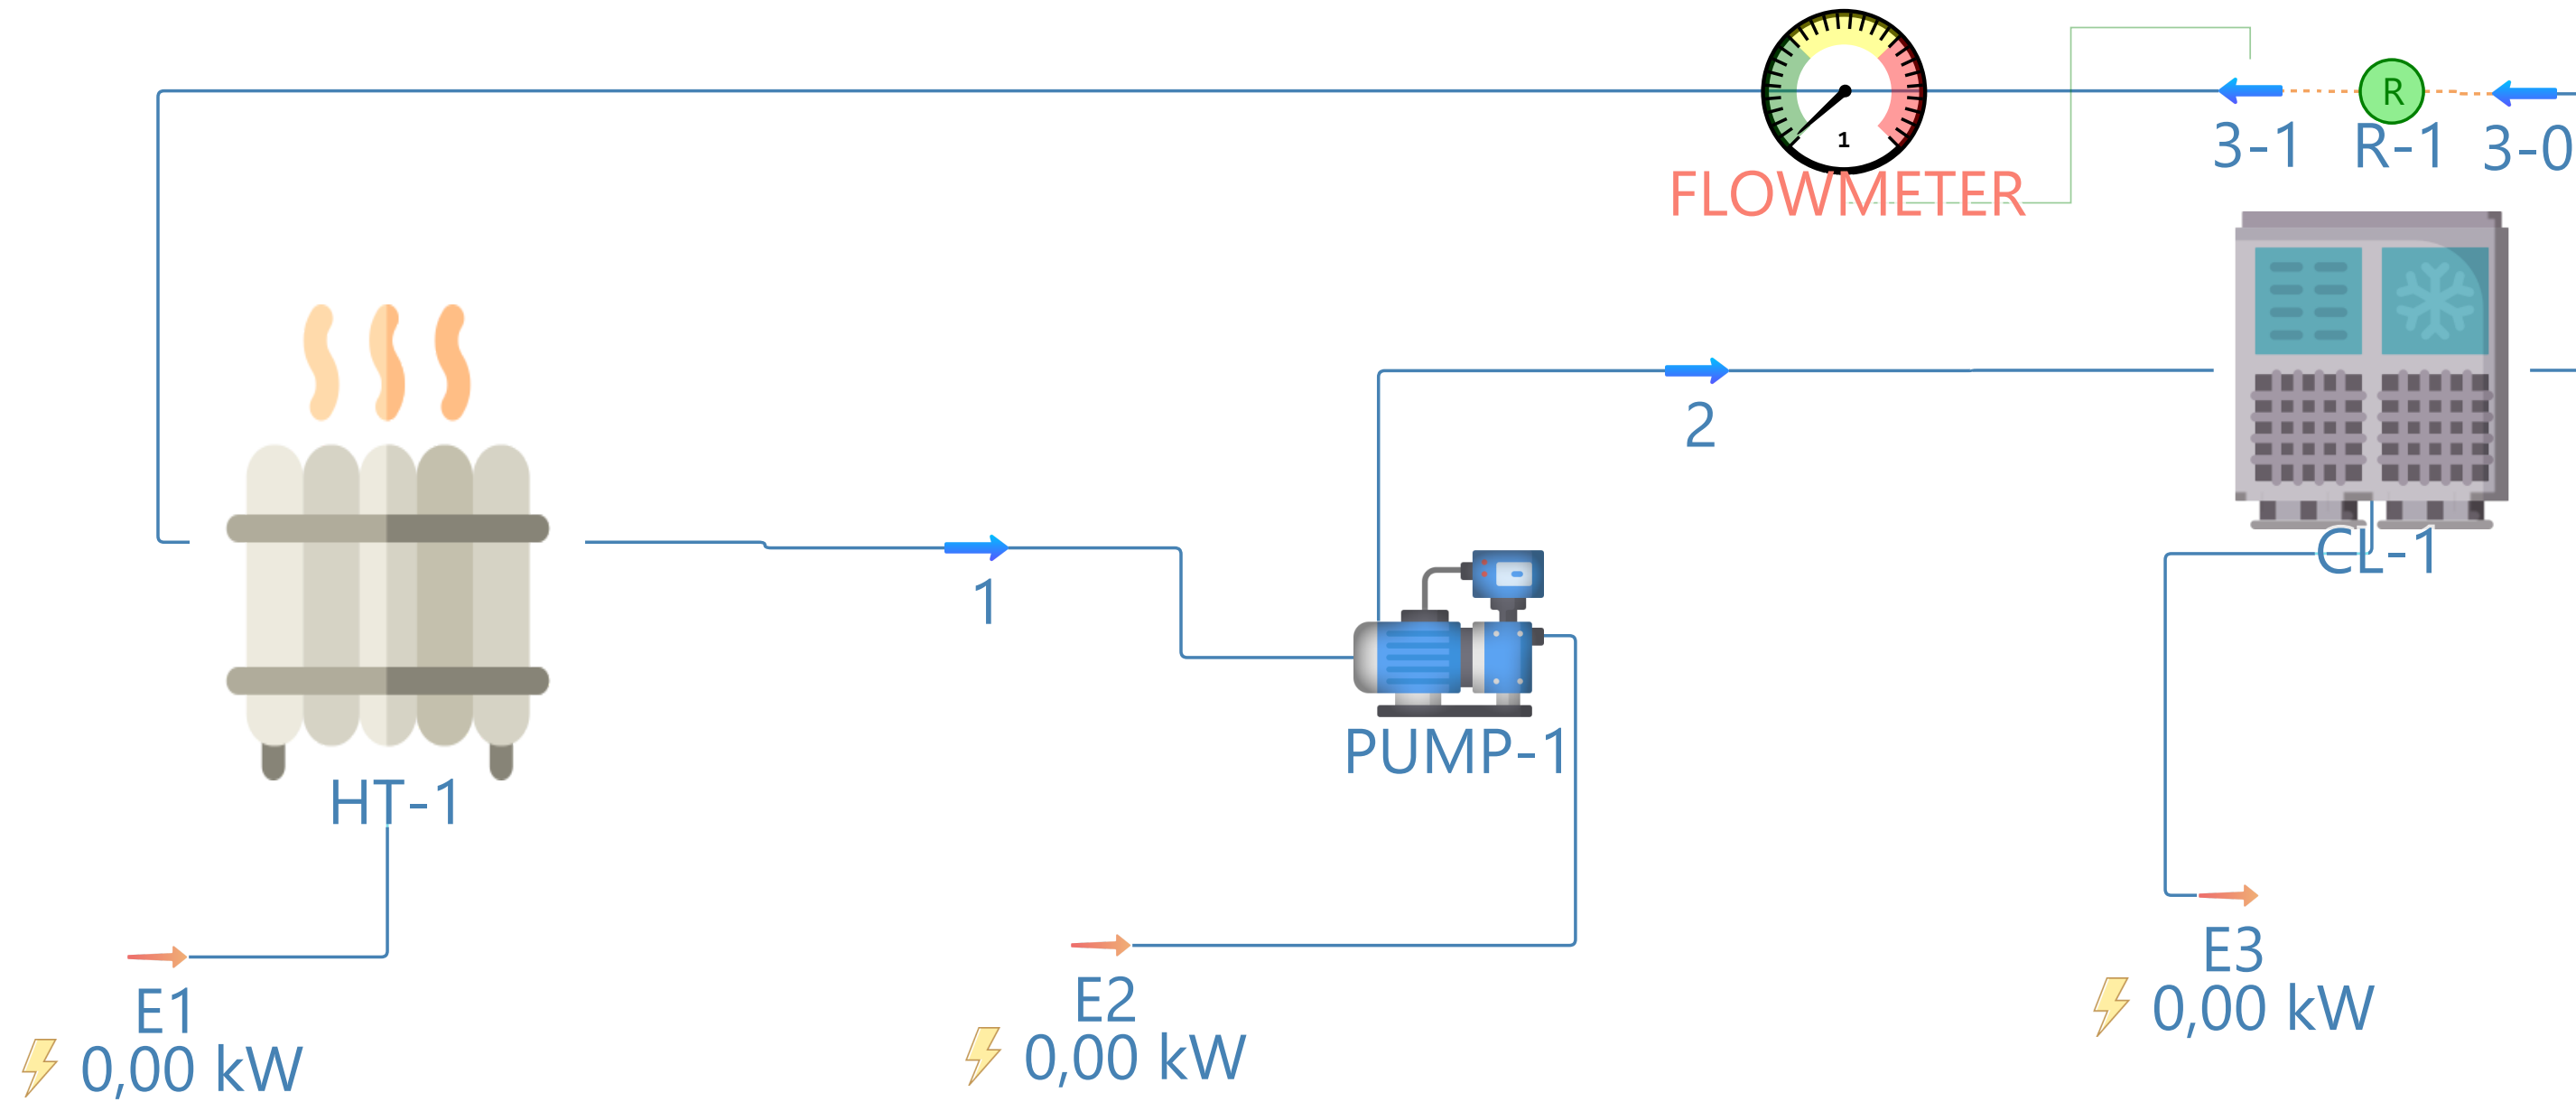 1
FLOWMETER
3-1
R
R-1
3-0
2
1
CL-1
PUMP-1
HT-1
E1
0,00 kW
E2
0,00 kW
E3
0,00 kW